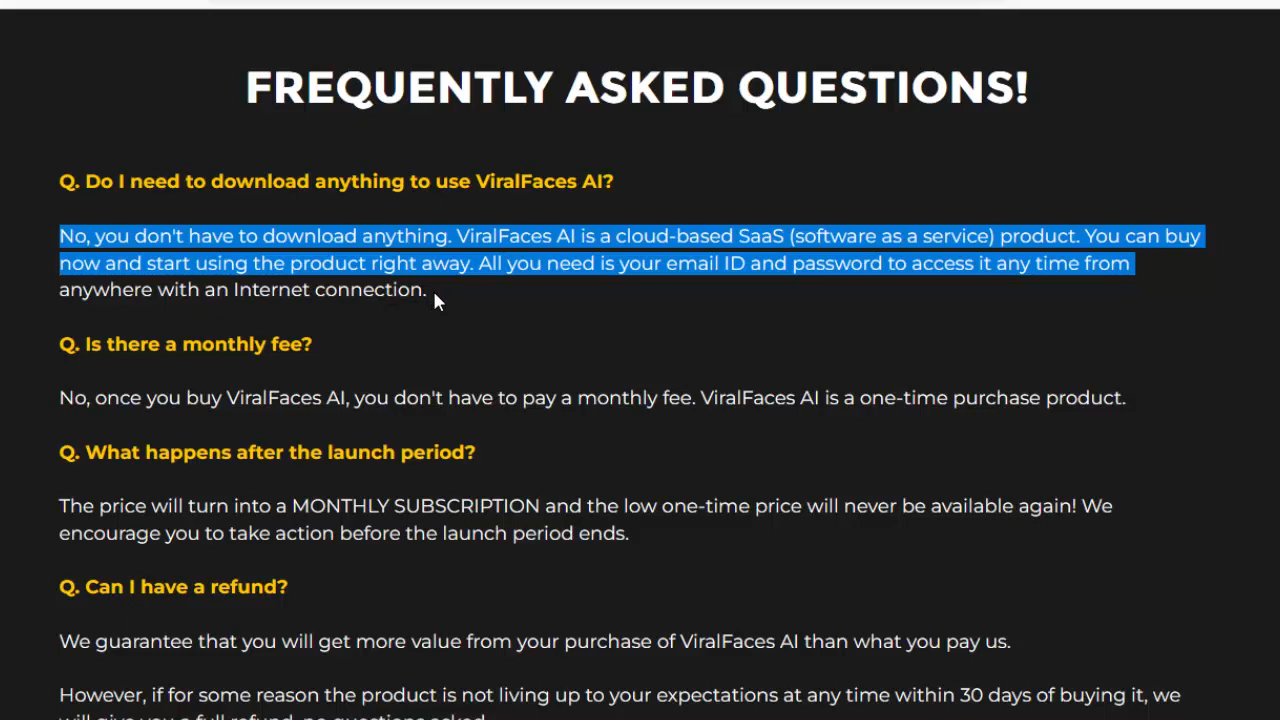 FREQUENTLY ASKED QUESTIONS!
Q. Do I need to download anything to use ViralFaces AI?
No, you don't have to download anything. ViralFaces AI is a cloud-based SaaS (software as a service) product. You can buy
now and start using the product right away. All you need is your email ID and password to access it any time from
anywhere with an Internet connection.
Q. Is there a monthly fee?
No, once you buy ViralFaces AI, you don't have to pay a monthly fee. ViralFaces AI is a one-time purchase product.
Q. What happens after the launch period?
The price will turn into a MONTHLY SUBSCRIPTION and the low one-time price will never be available again! We
encourage you to take action before the launch period ends.
Q. Can I have a refund?
We guarantee that you will get more value from your purchase of ViralFaces AI than what you pay us.
However, if for some reason the product is not living up to your expectations at any time within 30 days of buying it, we
will give you a full refund, no questions asked.